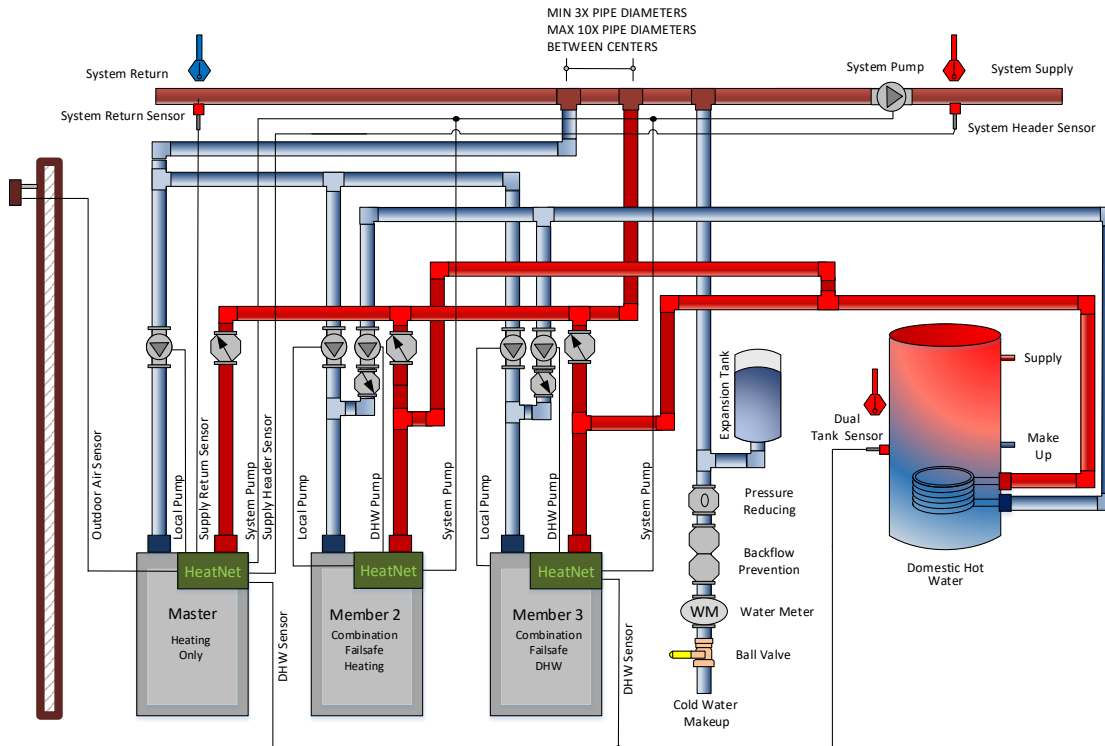 MIN 3X PIPE DIAMETERS
MAX 10X PIPE DIAMETERS
BETWEEN CENTERS
System Return
System Pump
System Supply
System Return Sensor
System Header Sensor
Outdoor Air Sensor
Local Pump
Supply Return Sensor
System Pump
Supply Header Sensor
Local Pump
DHW Pump
System Pump
Local Pump
DHW Pump
System Pump
Expansion Tank
Supply
Dual
Tank Sensor
Make
Up
Pressure
Reducing
0
Backflow
Prevention
Domestic Hot
Water
WM
Water Meter
Ball Valve
Cold Water
Makeup
HeatNet
Master
Heating
Only
DHW Sensor
HeatNet
Member 2
Combination
Failsafe
Heating
HeatNet
Member 3
Combination
Failsafe
DHW
DHW Sensor